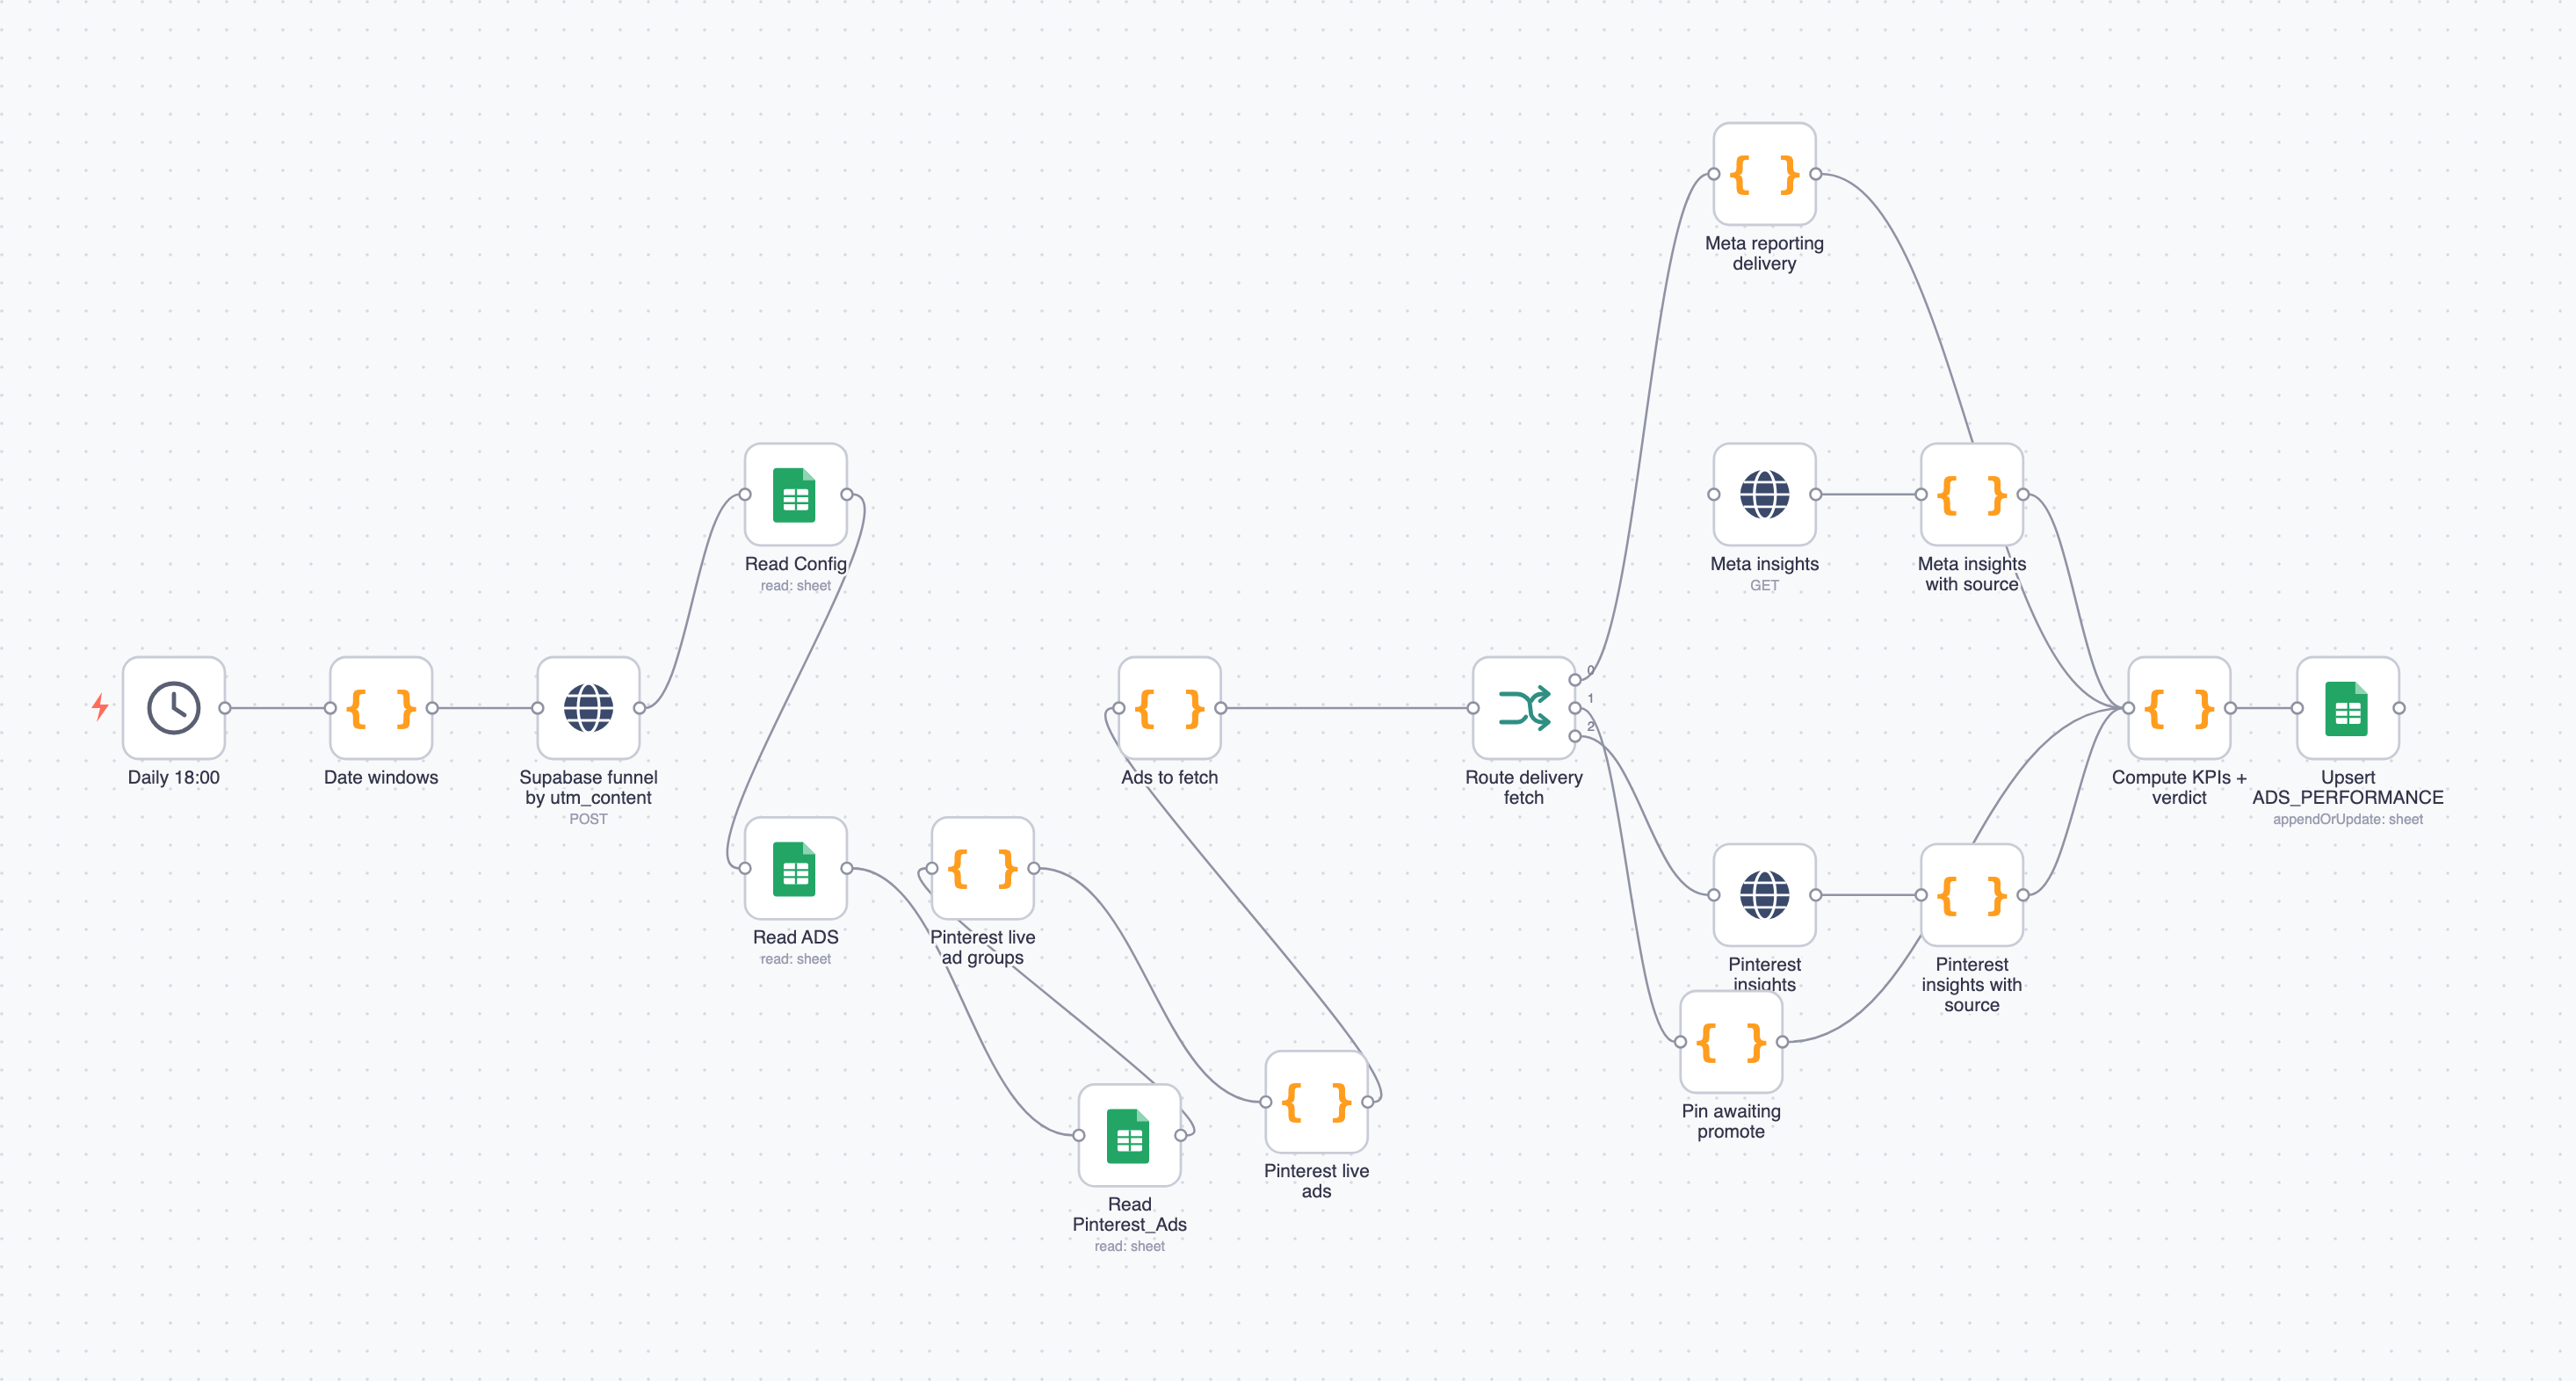 Meta reporting
delivery
Read Config
read: sheet
Meta insights
GET
Meta insights
with source
0
1
2
Daily 18:00
Date windows
Supabase funnel
by utm_content
POST
Ads to fetch
Route delivery
fetch
Compute KPIs +
verdict
Upsert
ADS_PERFORMANCE
appendOrUpdate: sheet
Read ADS
read: sheet
Pinterest live
ad groups
Pinterest
insights
Pinterest
insights with
source
Pin awaiting
promote
Pinterest live
ads
Read
Pinterest_Ads
read: sheet